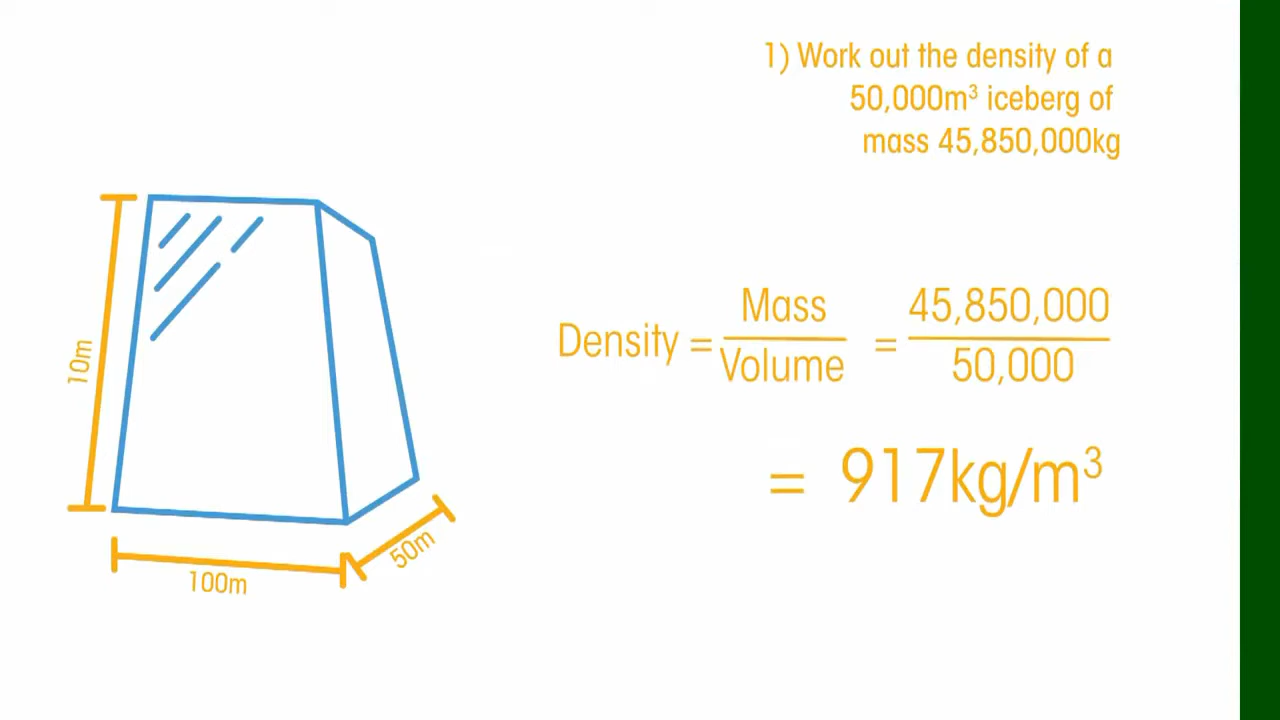 1) Work out the density of a
50,000m³ iceberg of
mass 45,850,000kg
10m
100m
50m
Density = Mass / Volume = 45,850,000 / 50,000
= 917kg/m³